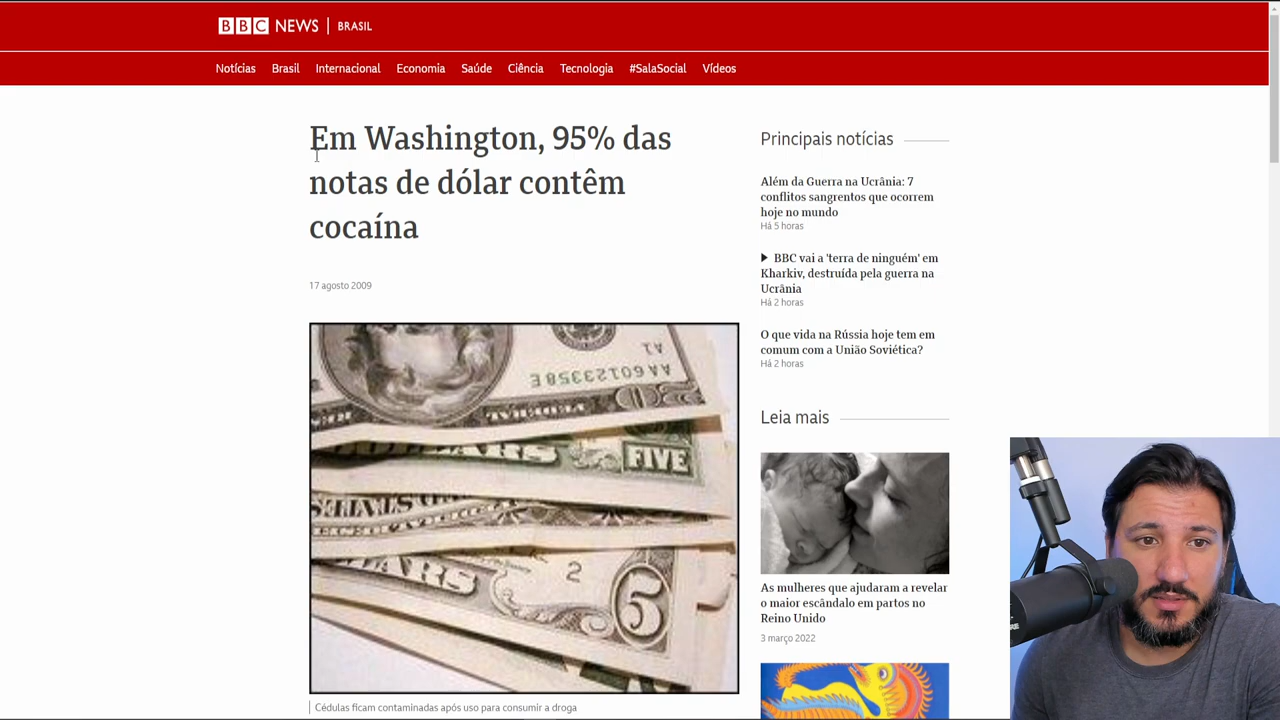 BBC NEWS | BRASIL
Notícias Brasil Internacional Economia Saúde Ciência Tecnologia #SalaSocial Vídeos
Em Washington, 95% das
notas de dólar contêm
cocaína
17 agosto 2009
AA60123358E
FIVE
DOLLARS
2
5
Cédulas ficam contaminadas após uso para consumir a droga
Principais notícias
Além da Guerra na Ucrânia: 7
conflitos sangrentos que ocorrem
hoje no mundo
Há 5 horas
BBC vai a 'terra de ninguém' em
Kharkiv, destruída pela guerra na
Ucrânia
Há 2 horas
O que vida na Rússia hoje tem em
comum com a União Soviética?
Há 2 horas
Leia mais
As mulheres que ajudaram a revelar
o maior escândalo em partos no
Reino Unido
3 março 2022